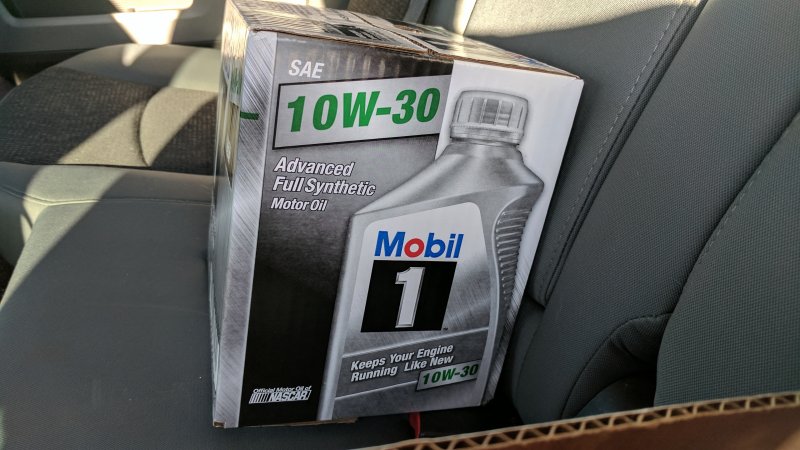 SAE
10W-30
Advanced
Full Synthetic
Motor Oil
Mobil
1
Keeps Your Engine
Running Like New
10W-30
Official Motor Oil of
NASCAR